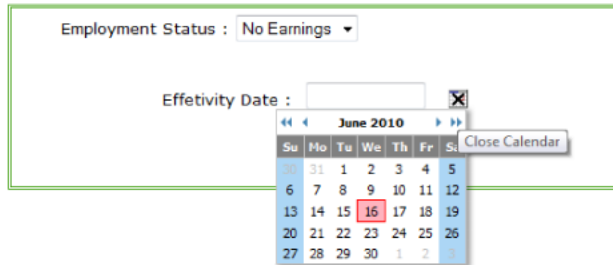 Employment Status : No Earnings
Effetivity Date :
June 2010
Close Calendar
Su Mo Tu We Th Fr Sa
30 31 1 2 3 4 5
6 7 8 9 10 11 12
13 14 15 16 17 18 19
20 21 22 23 24 25 26
27 28 29 30 1 2 3